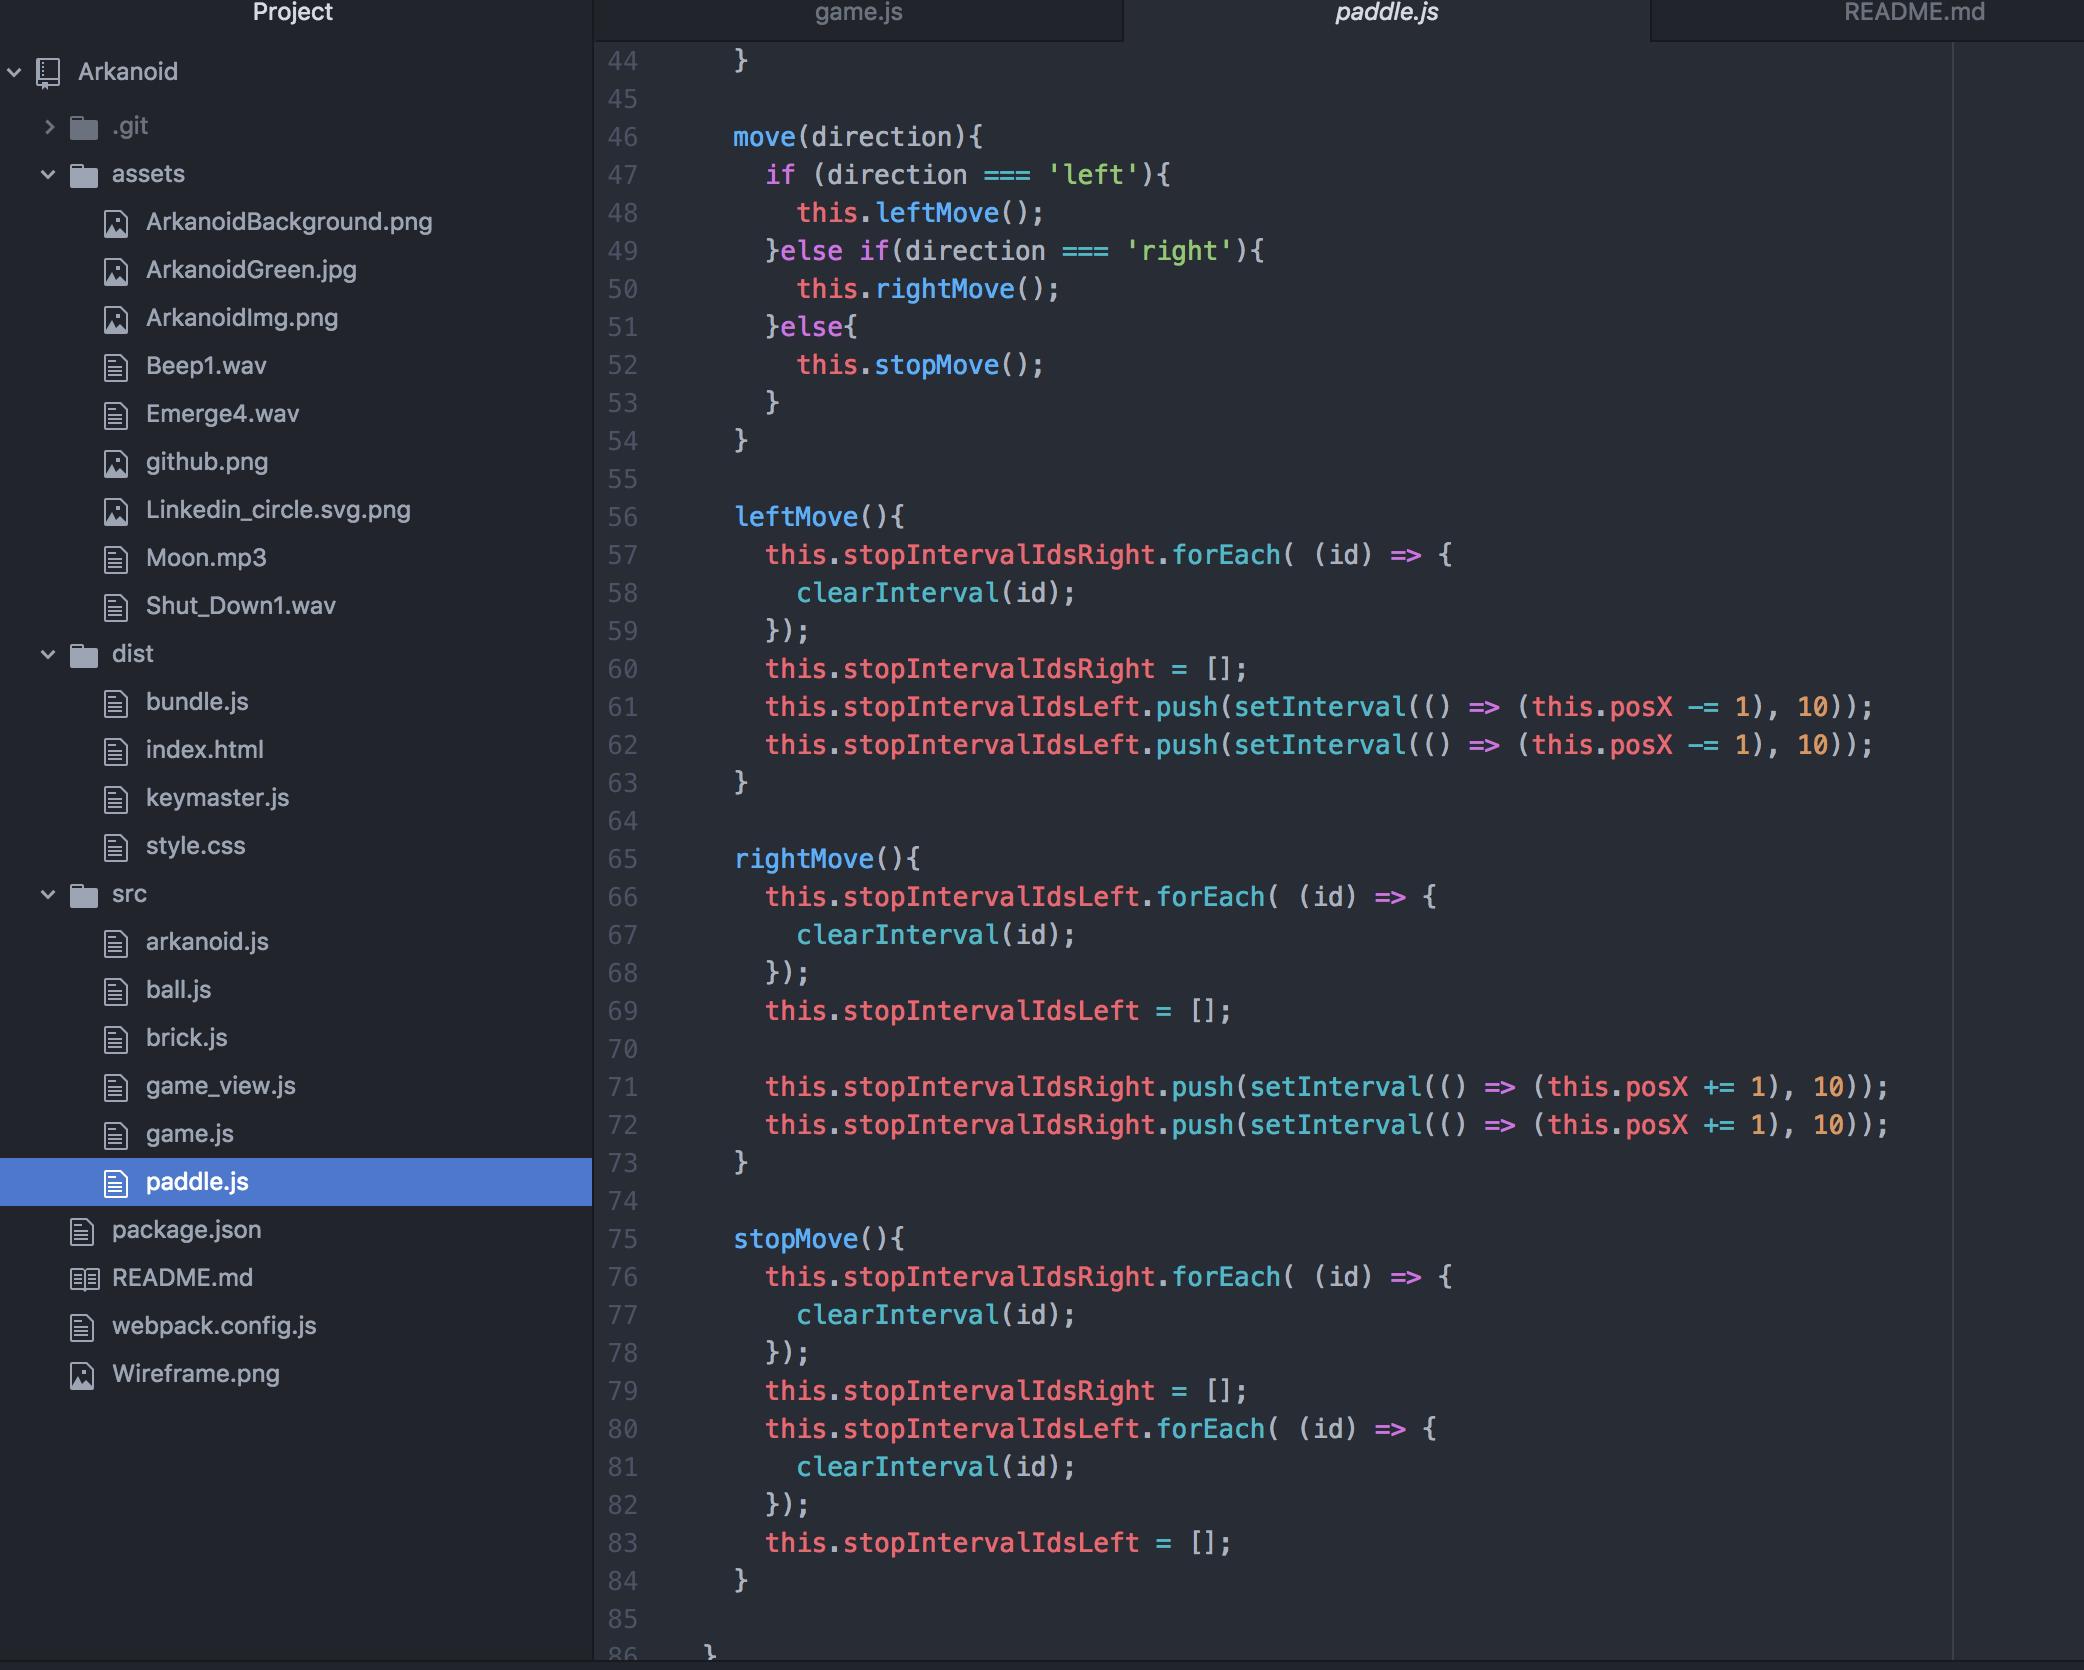 Project
Arkanoid
.git
assets
ArkanoidBackground.png
ArkanoidGreen.jpg
ArkanoidImg.png
Beep1.wav
Emerge4.wav
github.png
Linkedin_circle.svg.png
Moon.mp3
Shut_Down1.wav
dist
bundle.js
index.html
keymaster.js
style.css
src
arkanoid.js
ball.js
brick.js
game_view.js
game.js
paddle.js
package.json
README.md
webpack.config.js
Wireframe.png
game.js paddle.js README.md
44 }
45
46 move(direction){
47 if (direction === 'left'){
48 this.leftMove();
49 }else if(direction === 'right'){
50 this.rightMove();
51 }else{
52 this.stopMove();
53 }
54 }
55
56 leftMove(){
57 this.stopIntervalIdsRight.forEach( (id) => {
58 clearInterval(id);
59 });
60 this.stopIntervalIdsRight = [];
61 this.stopIntervalIdsLeft.push(setInterval(() => (this.posX -= 1), 10));
62 this.stopIntervalIdsLeft.push(setInterval(() => (this.posX -= 1), 10));
63 }
64
65 rightMove(){
66 this.stopIntervalIdsLeft.forEach( (id) => {
67 clearInterval(id);
68 });
69 this.stopIntervalIdsLeft = [];
70
71 this.stopIntervalIdsRight.push(setInterval(() => (this.posX += 1), 10));
72 this.stopIntervalIdsRight.push(setInterval(() => (this.posX += 1), 10));
73 }
74
75 stopMove(){
76 this.stopIntervalIdsRight.forEach( (id) => {
77 clearInterval(id);
78 });
79 this.stopIntervalIdsRight = [];
80 this.stopIntervalIdsLeft.forEach( (id) => {
81 clearInterval(id);
82 });
83 this.stopIntervalIdsLeft = [];
84 }
85
86 }